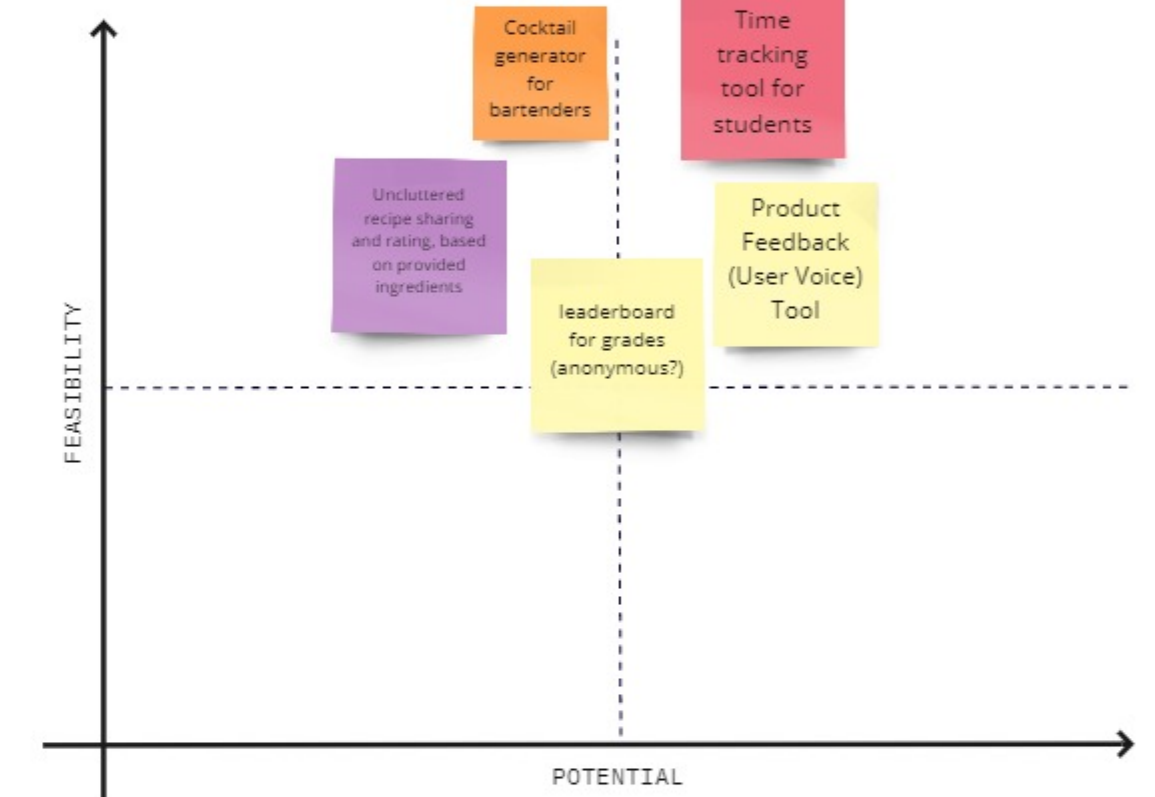 Cocktail
generator
for
bartenders
Time
tracking
tool for
students
Uncluttered
recipe sharing
and rating, based
on provided
ingredients
Product
Feedback
(User Voice)
Tool
leaderboard
for grades
(anonymous?)
FEASIBILITY
POTENTIAL